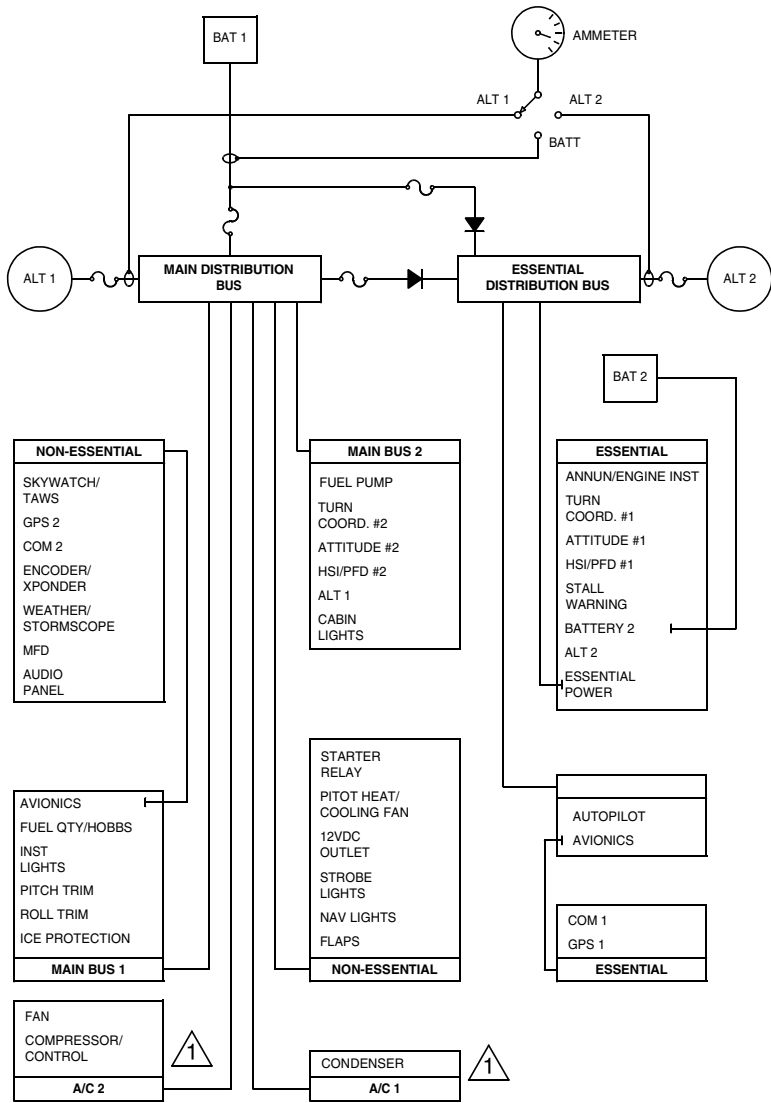 BAT 1
AMMETER
ALT 1
ALT 2
BATT
ALT 1
MAIN DISTRIBUTION
BUS
ESSENTIAL
DISTRIBUTION BUS
ALT 2
BAT 2
NON-ESSENTIAL
SKYWATCH/
TAWS
GPS 2
COM 2
ENCODER/
XPONDER
WEATHER/
STORMSCOPE
MFD
AUDIO
PANEL
MAIN BUS 2
FUEL PUMP
TURN
COORD. #2
ATTITUDE #2
HSI/PFD #2
ALT 1
CABIN
LIGHTS
ESSENTIAL
ANNUN/ENGINE INST
TURN
COORD. #1
ATTITUDE #1
HSI/PFD #1
STALL
WARNING
BATTERY 2
ALT 2
ESSENTIAL
POWER
AVIONICS
FUEL QTY/HOBBS
INST
LIGHTS
PITCH TRIM
ROLL TRIM
ICE PROTECTION
MAIN BUS 1
STARTER
RELAY
PITOT HEAT/
COOLING FAN
12VDC
OUTLET
STROBE
LIGHTS
NAV LIGHTS
FLAPS
NON-ESSENTIAL
AUTOPILOT
AVIONICS
COM 1
GPS 1
ESSENTIAL
FAN
COMPRESSOR/
CONTROL
A/C 2
1
CONDENSER
A/C 1
1